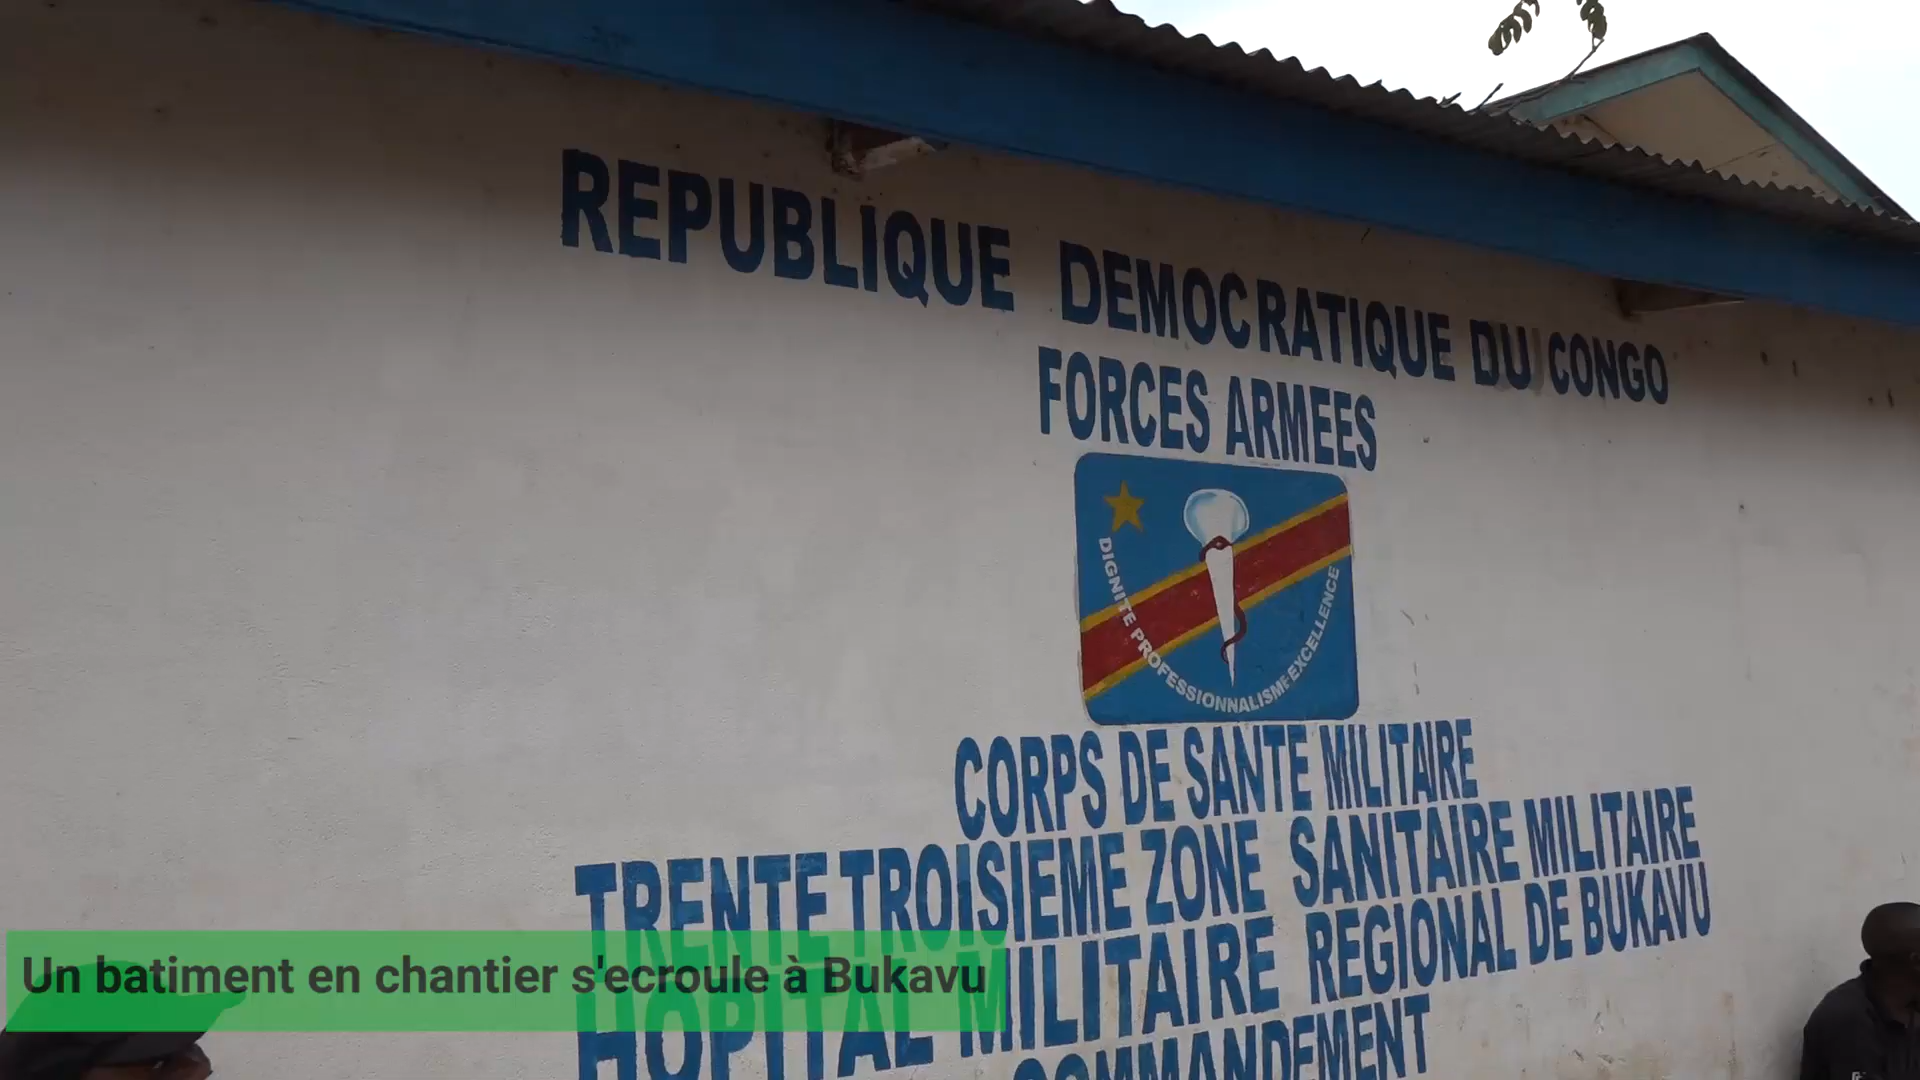 REPUBLIQUE DEMOCRATIQUE DU CONGO
FORCES ARMEES
DIGNITE PROFESSIONNALISME EXCELLENCE
CORPS DE SANTE MILITAIRE
TRENTE TROISIEME ZONE SANITAIRE MILITAIRE
HOPITAL MILITAIRE REGIONAL DE BUKAVU
COMMANDEMENT
Un batiment en chantier s'ecroule à Bukavu